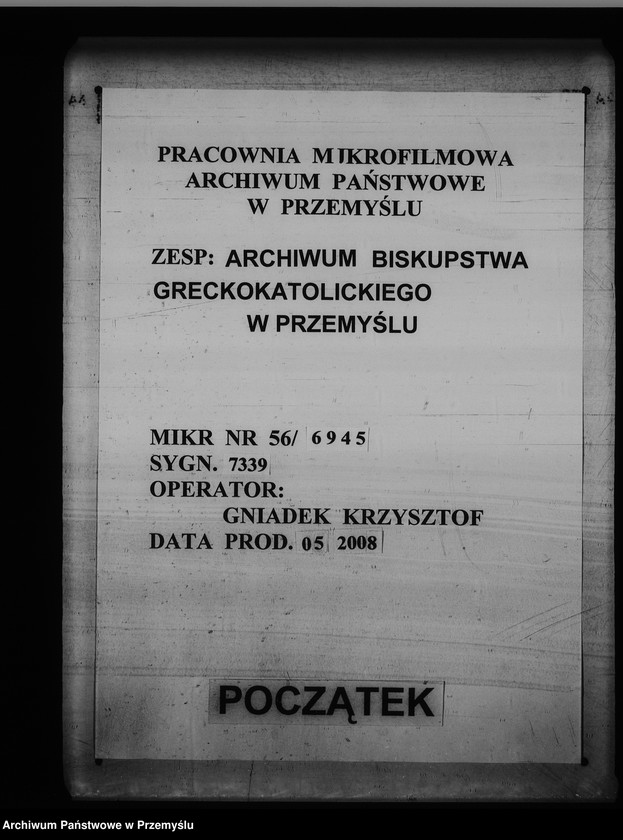 PRACOWNIA MIKROFILMOWA
ARCHIWUM PAŃSTWOWE
W PRZEMYŚLU
ZESP: ARCHIWUM BISKUPSTWA
GRECKOKATOLICKIEGO
W PRZEMYŚLU
MIKR NR 56/ 6945
SYGN. 7339
OPERATOR:
GNIADEK KRZYSZTOF
DATA PROD. 05 2008
POCZĄTEK
Archiwum Państwowe w Przemyślu